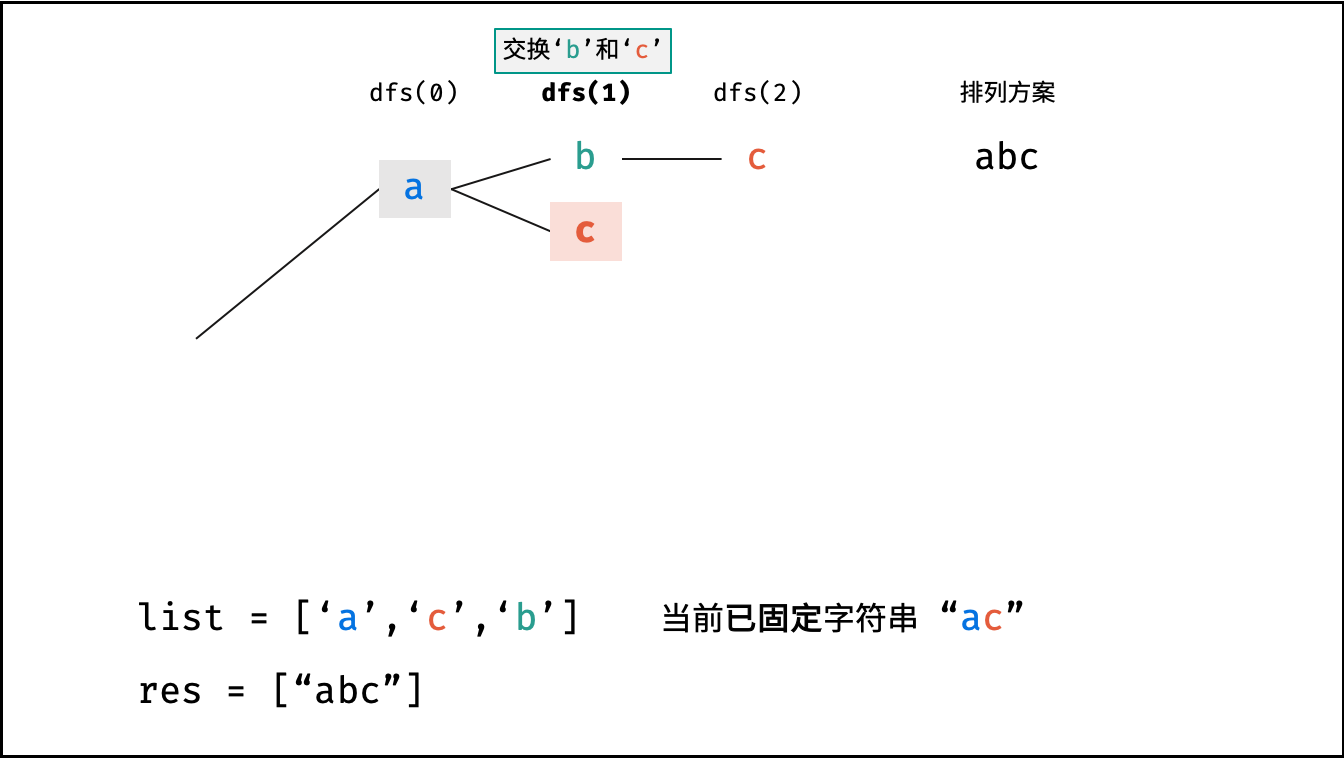 交换‘b’和‘c’
dfs(0) dfs(1) dfs(2) 排列方案
b c abc
a
c
list = [‘a’,‘c’,‘b’] 当前已固定字符串 “ac”
res = [“abc”]